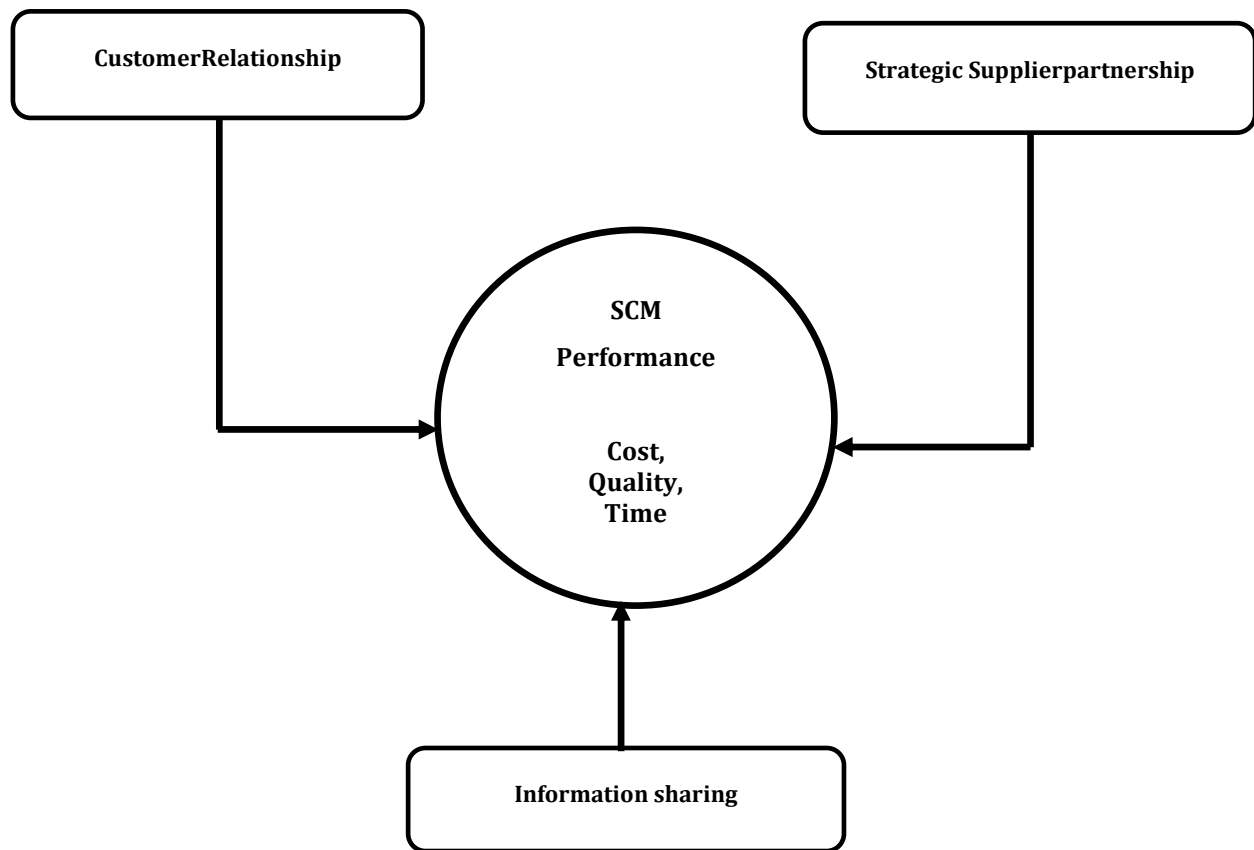 CustomerRelationship
Strategic Supplierpartnership
SCM
Performance
Cost,
Quality,
Time
Information sharing